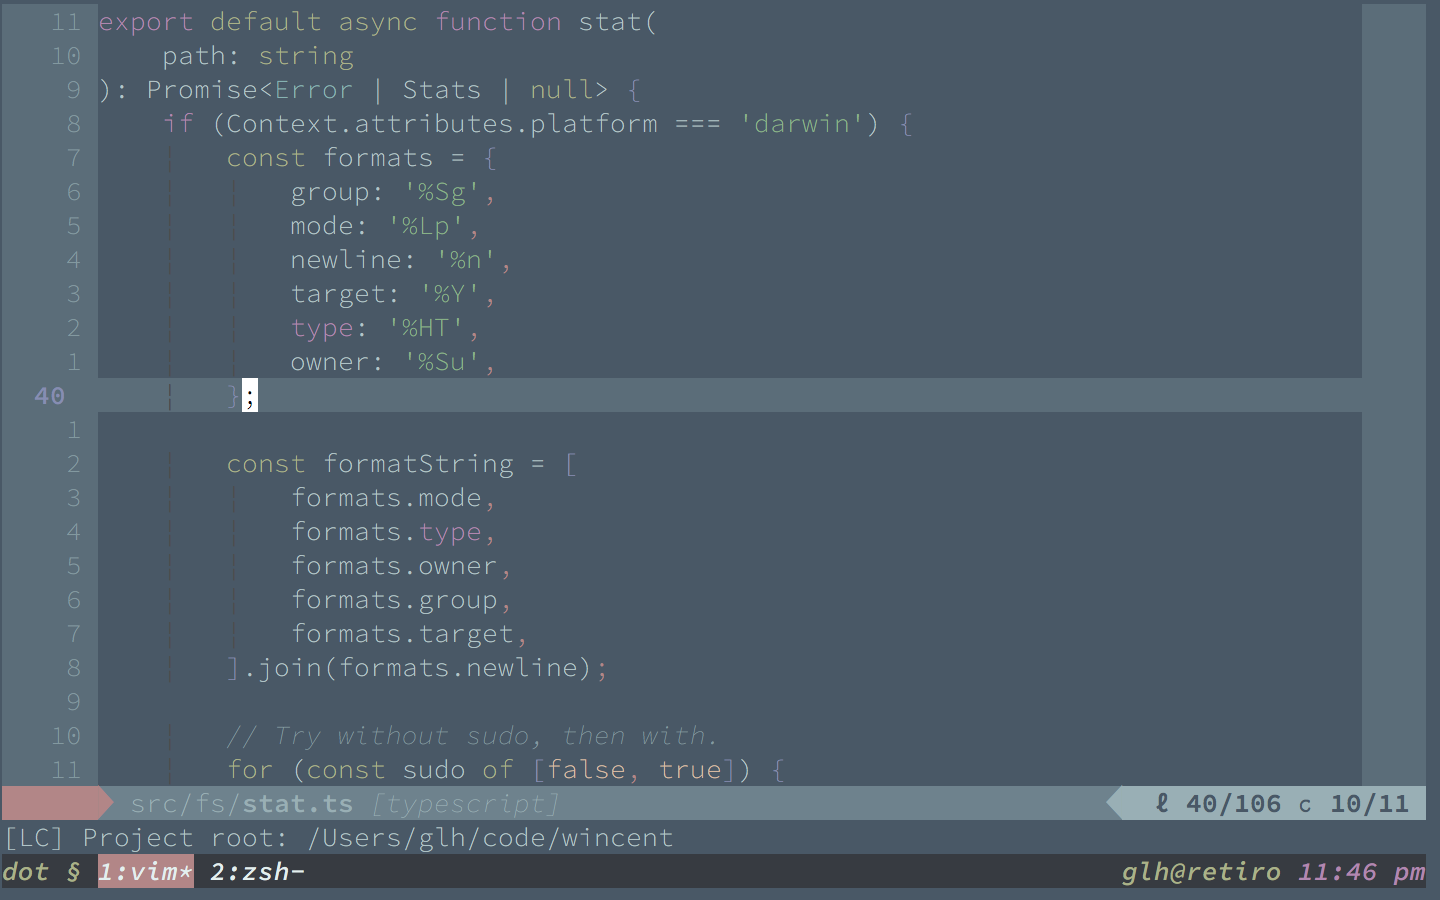 11 export default async function stat(
10     path: string
9 ): Promise<Error | Stats | null> {
8     if (Context.attributes.platform === 'darwin') {
7         const formats = {
6             group: '%Sg',
5             mode: '%Lp',
4             newline: '%n',
3             target: '%Y',
2             type: '%HT',
1             owner: '%Su',
40         };
1
2         const formatString = [
3             formats.mode,
4             formats.type,
5             formats.owner,
6             formats.group,
7             formats.target,
8         ].join(formats.newline);
9
10         // Try without sudo, then with.
11         for (const sudo of [false, true]) {
src/fs/stat.ts [typescript] ℓ 40/106 c 10/11
[LC] Project root: /Users/glh/code/wincent
dot § 1:vim* 2:zsh- glh@retiro 11:46 pm